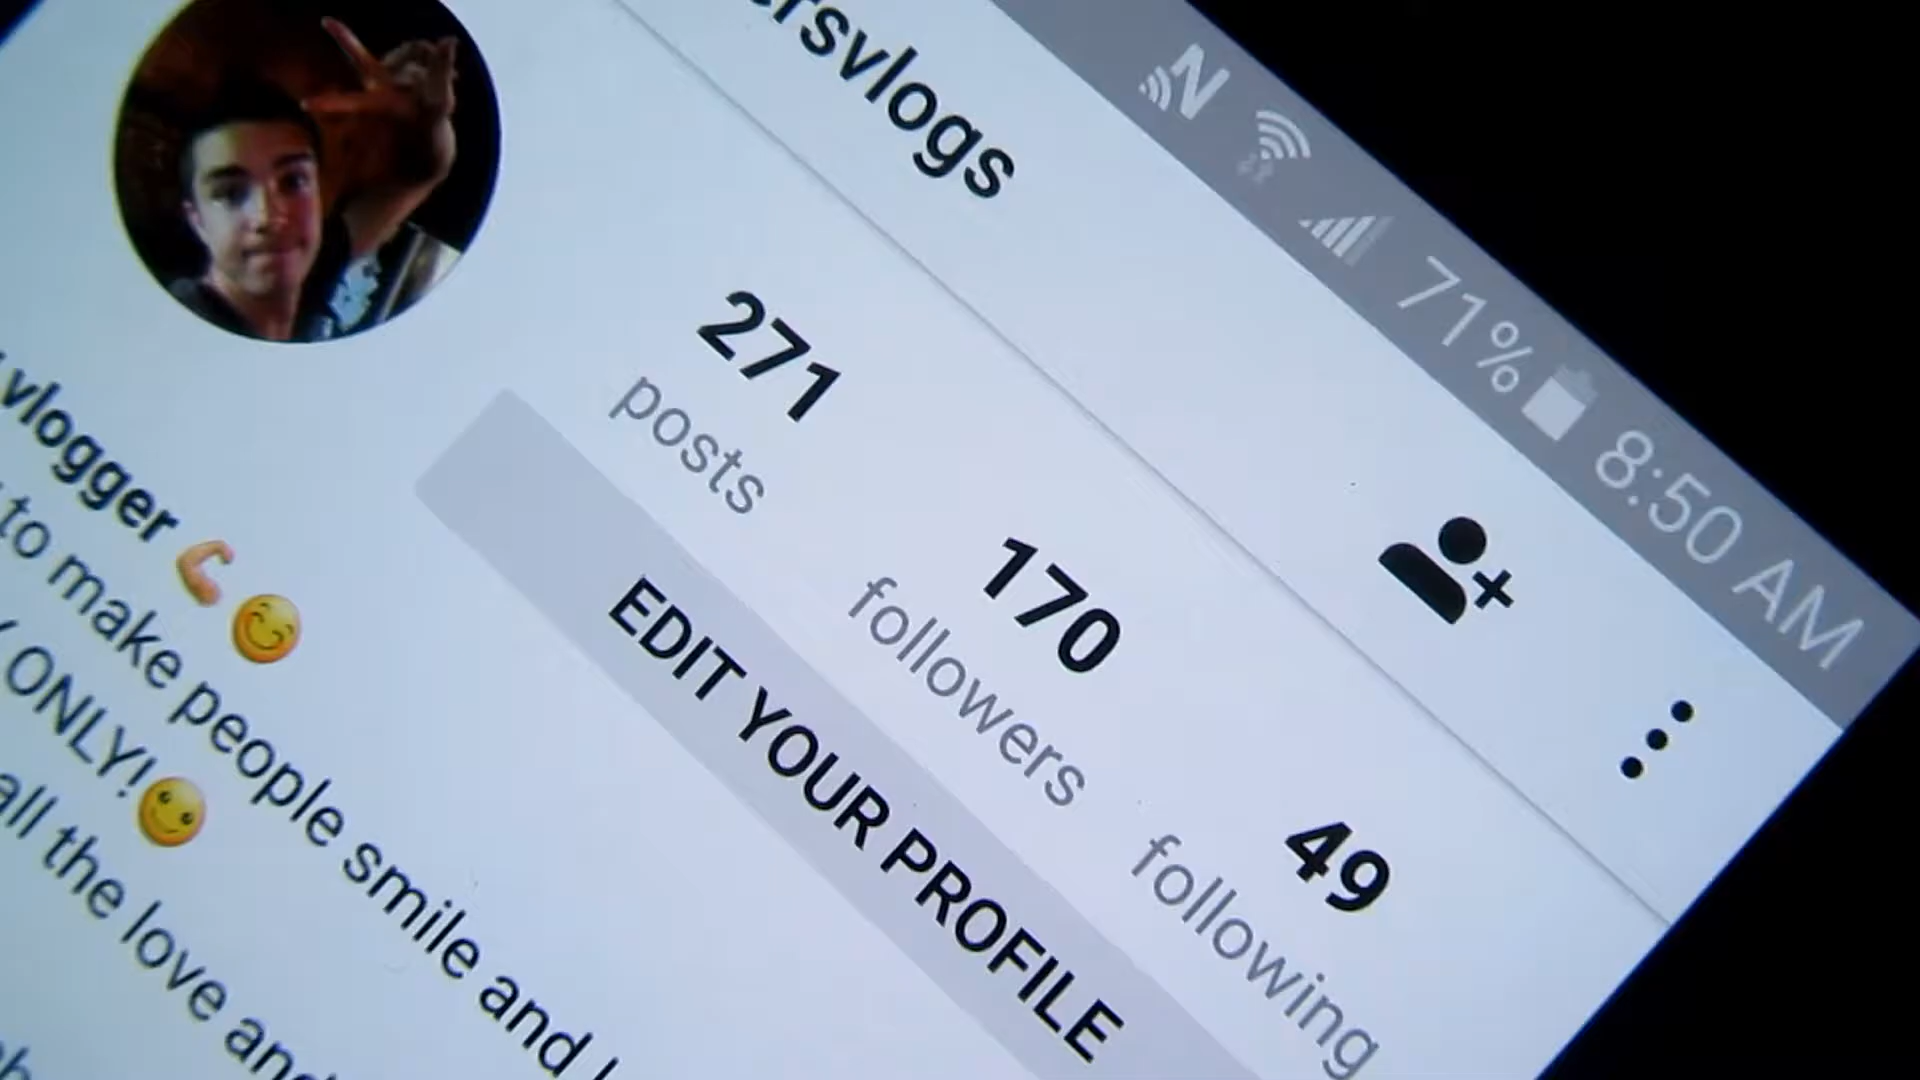 71% 8:50 AM
ersvlogs
271
posts
170
followers
49
following
EDIT YOUR PROFILE
vlogger
to make people smile and
ONLY!
all the love and